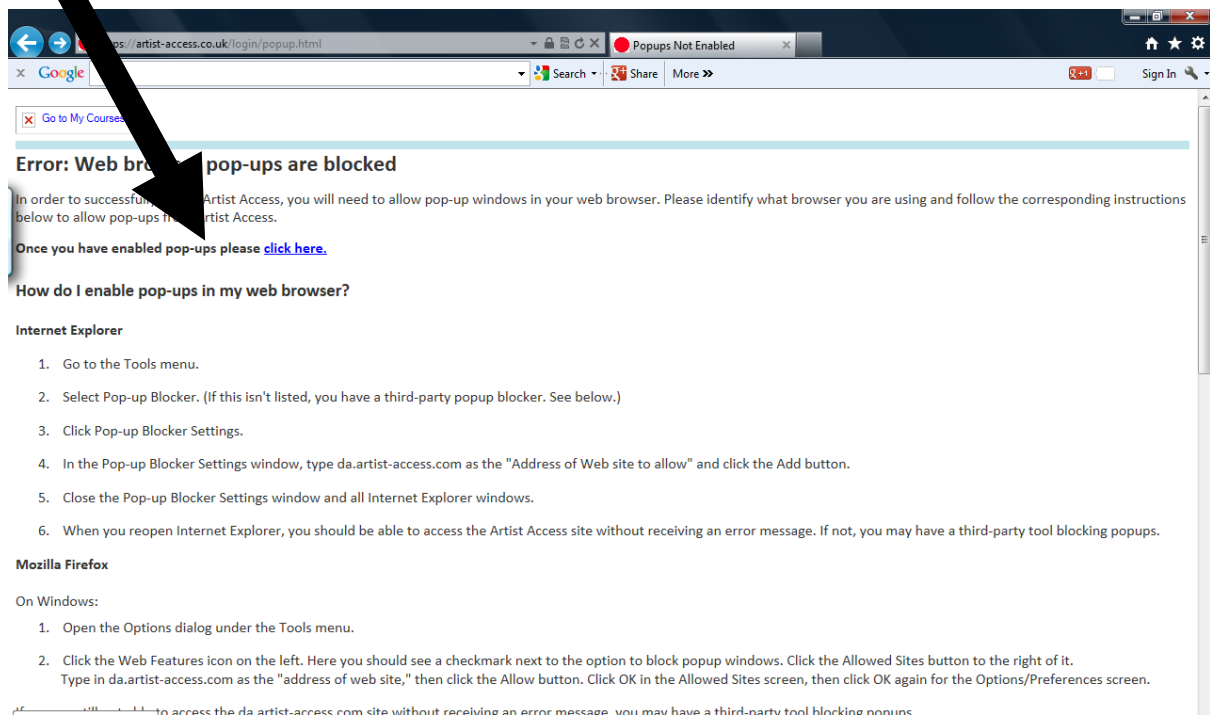 ps://artist-access.co.uk/login/popup.html
Popups Not Enabled
x Google
Search
Share
More »
+1
Sign In
Go to My Courses
Error: Web pop-ups are blocked
In order to Artist Access, you will need to allow pop-up windows in your web browser. Please identify what browser you are using and follow the corresponding instructions
below to allow pop-ups Artist Access.
Once you have enabled pop-ups please click here.
How do I enable pop-ups in my web browser?
Internet Explorer
1. Go to the Tools menu.
2. Select Pop-up Blocker. (If this isn't listed, you have a third-party popup blocker. See below.)
3. Click Pop-up Blocker Settings.
4. In the Pop-up Blocker Settings window, type da.artist-access.com as the "Address of Web site to allow" and click the Add button.
5. Close the Pop-up Blocker Settings window and all Internet Explorer windows.
6. When you reopen Internet Explorer, you should be able to access the Artist Access site without receiving an error message. If not, you may have a third-party tool blocking popups.
Mozilla Firefox
On Windows:
1. Open the Options dialog under the Tools menu.
2. Click the Web Features icon on the left. Here you should see a checkmark next to the option to block popup windows. Click the Allowed Sites button to the right of it.
Type in da.artist-access.com as the "address of web site," then click the Allow button. Click OK in the Allowed Sites screen, then click OK again for the Options/Preferences screen.
to access the da.artist-access.com site without receiving an error message, you may have a third-party tool blocking popups.